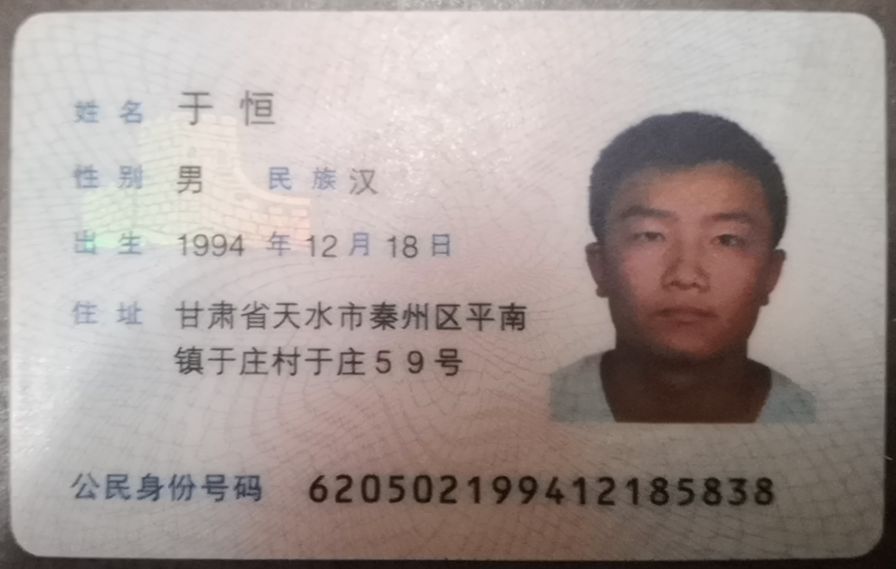 姓名 于恒
性别 男 民族 汉
出生 1994 年 12 月 18 日
住址 甘肃省天水市秦州区平南
镇于庄村于庄59号
公民身份号码 620502199412185838